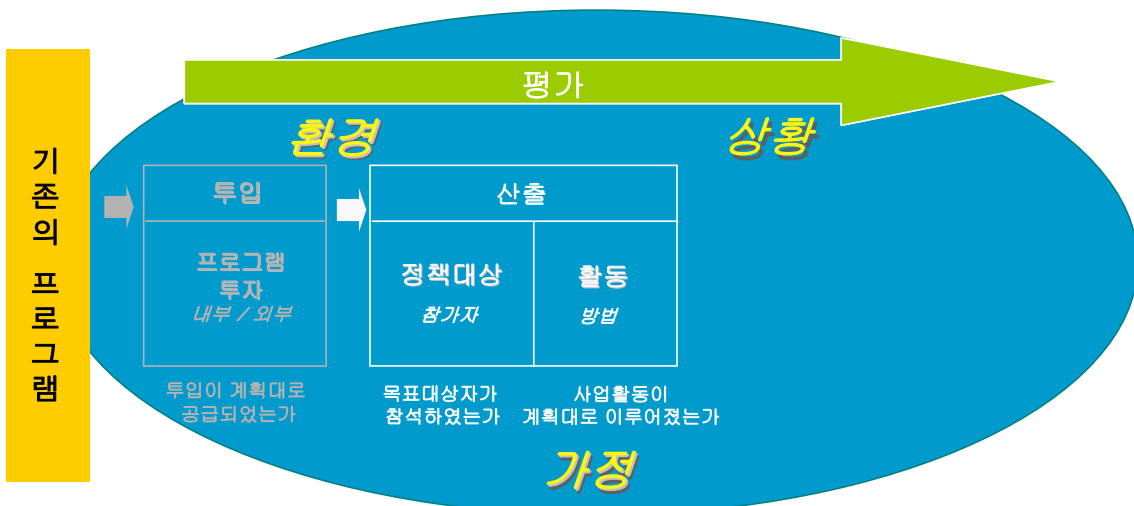 평가
환경
상황
기존의 프로그램
투입
산출
프로그램
투자
내부 / 외부
정책대상
참가자
활동
방법
투입이 계획대로
공급되었는가
목표대상자가
참석하였는가
사업활동이
계획대로 이루어졌는가
가정